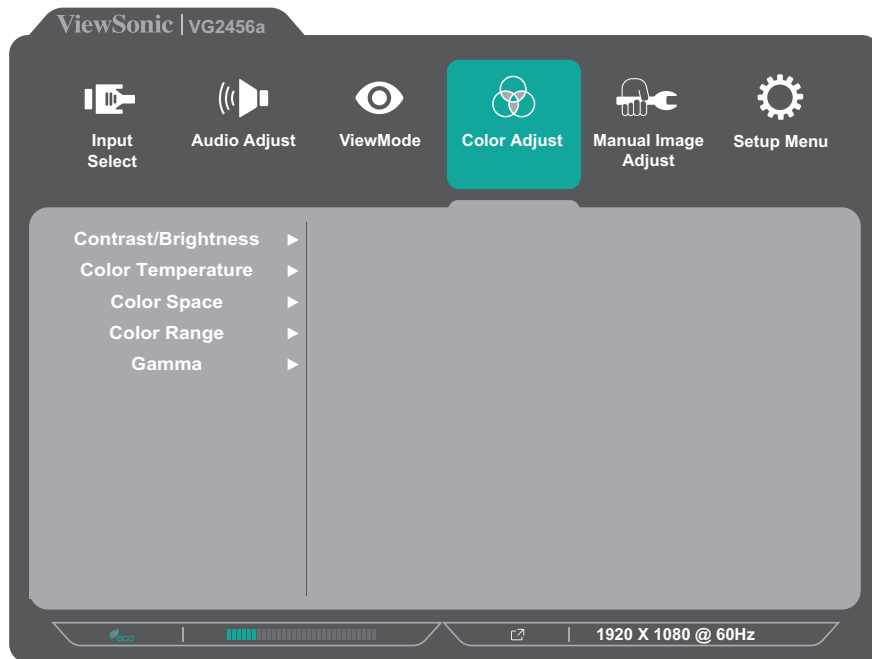 ViewSonic | VG2456a
Input Select
Audio Adjust
ViewMode
Color Adjust
Manual Image Adjust
Setup Menu
Contrast/Brightness
Color Temperature
Color Space
Color Range
Gamma
eco
1920 X 1080 @ 60Hz